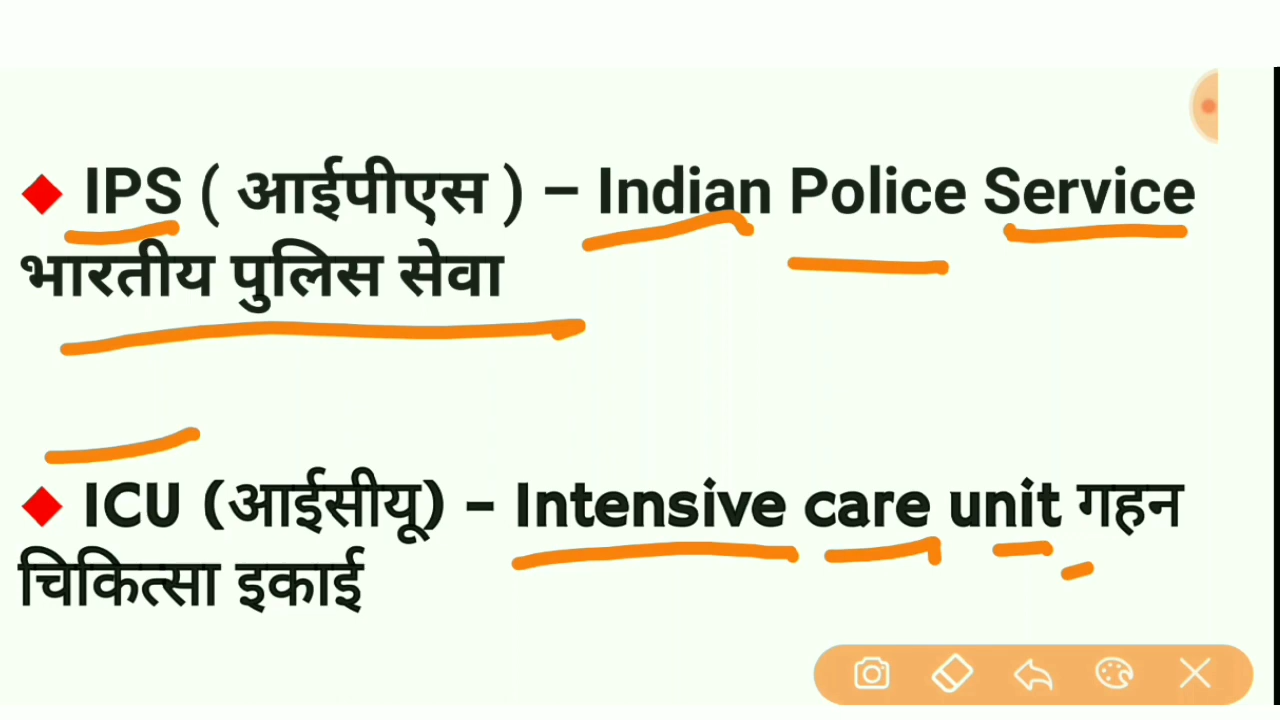 IPS ( आईपीएस ) – Indian Police Service
भारतीय पुलिस सेवा
ICU (आईसीयू) - Intensive care unit गहन
चिकित्सा इकाई